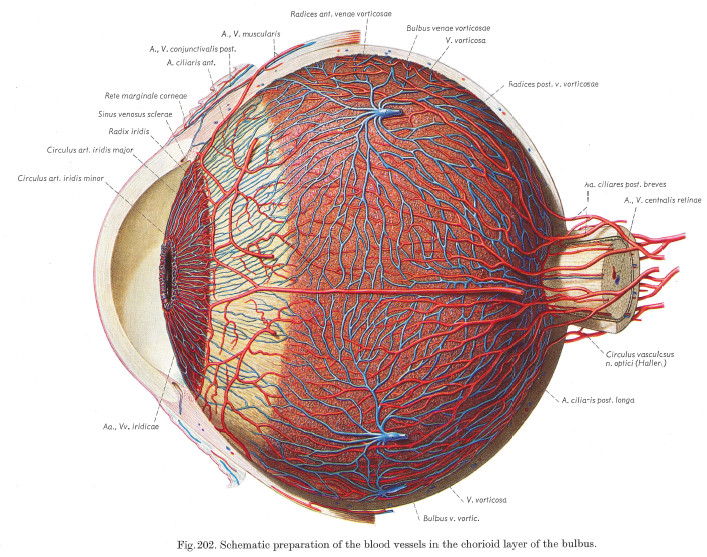 Radices ant. venae vorticosae
Bulbus venae vorticosae
V. vorticosa
A., V. muscularis
A., V. conjunctivalis post.
A. ciliaris ant.
Radices post. v. vorticosae
Rete marginale corneae
Sinus venosus sclerae
Radix iridis
Circulus art. iridis major
Circulus art. iridis minor
Aa. ciliares post. breves
A., V. centralis retinae
Circulus vasculosus
n. optici (Halleri)
A. ciliaris post. longa
Aa., Vv. iridicae
V. vorticosa
Bulbus v. vortic.
Fig. 202. Schematic preparation of the blood vessels in the chorioid layer of the bulbus.